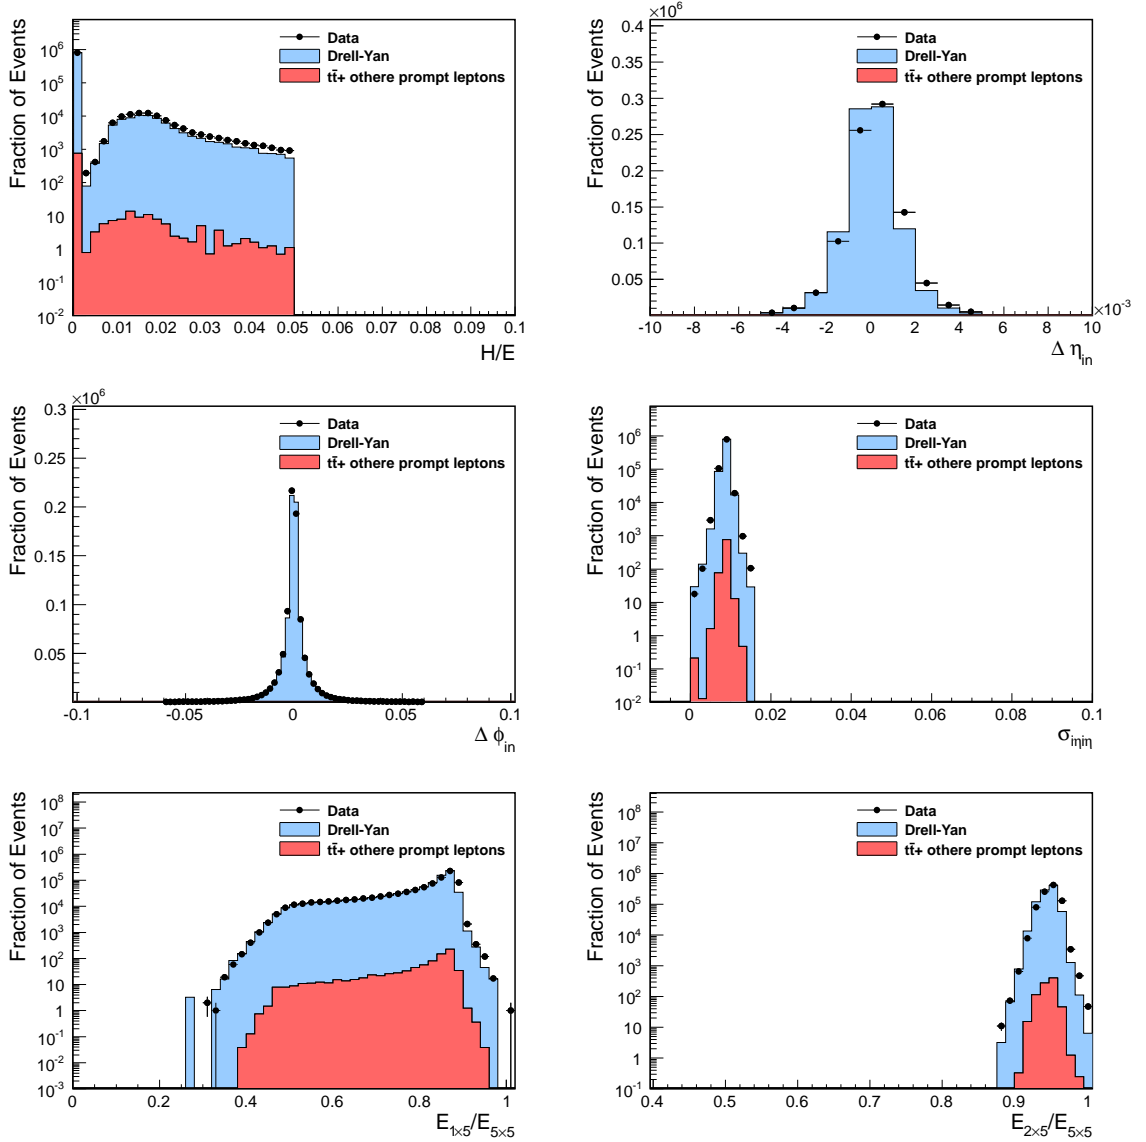 Fraction of Events
10^6
10^5
10^4
10^3
10^2
10
1
10^-1
10^-2
Data
Drell-Yan
tt̄+ othere prompt leptons
0 0.01 0.02 0.03 0.04 0.05 0.06 0.07 0.08 0.09 0.1
H/E
×10^6
Fraction of Events
0.4
0.35
0.3
0.25
0.2
0.15
0.1
0.05
Data
Drell-Yan
tt̄+ othere prompt leptons
-10 -8 -6 -4 -2 0 2 4 6 8 10
×10^-3
Δ η_in
×10^6
Fraction of Events
0.3
0.25
0.2
0.15
0.1
0.05
Data
Drell-Yan
tt̄+ othere prompt leptons
-0.1 -0.05 0 0.05 0.1
Δ ϕ_in
Fraction of Events
10^6
10^5
10^4
10^3
10^2
10
1
10^-1
10^-2
Data
Drell-Yan
tt̄+ othere prompt leptons
0 0.02 0.04 0.06 0.08 0.1
σ_iηiη
Fraction of Events
10^8
10^7
10^6
10^5
10^4
10^3
10^2
10
1
10^-1
10^-2
10^-3
Data
Drell-Yan
tt̄+ othere prompt leptons
0 0.2 0.4 0.6 0.8 1
E_1×5/E_5×5
Fraction of Events
10^8
10^7
10^6
10^5
10^4
10^3
10^2
10
1
10^-1
Data
Drell-Yan
tt̄+ othere prompt leptons
0.4 0.5 0.6 0.7 0.8 0.9 1
E_2×5/E_5×5